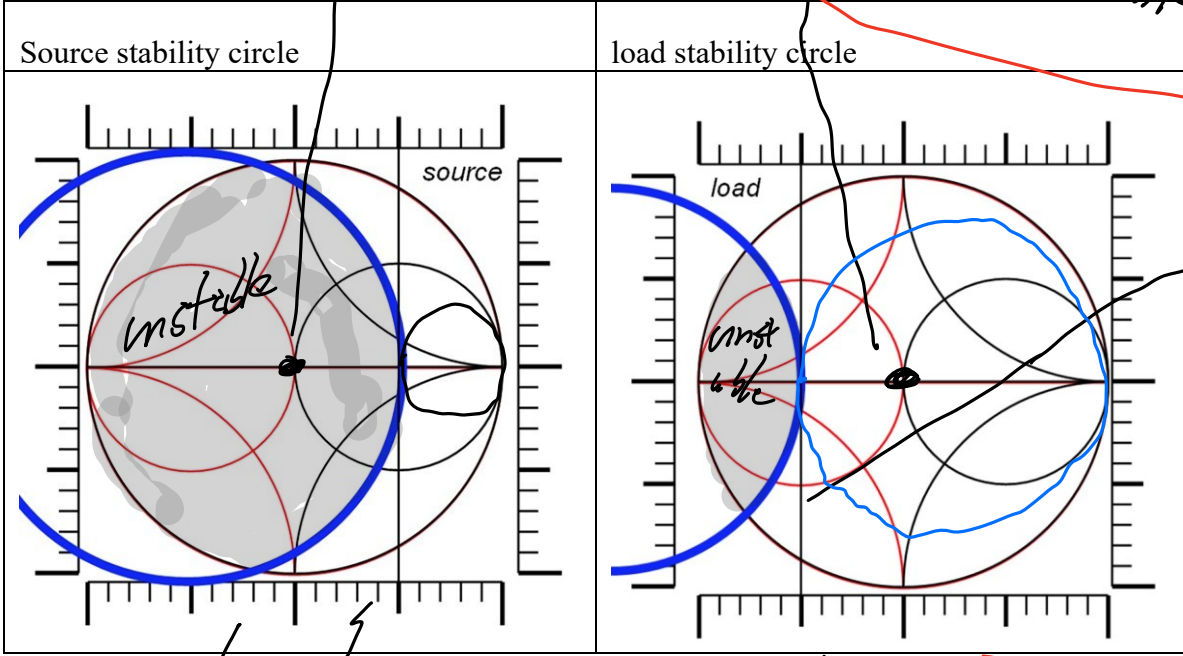 Source stability circle
load stability circle
source
load
unstable
unst
able